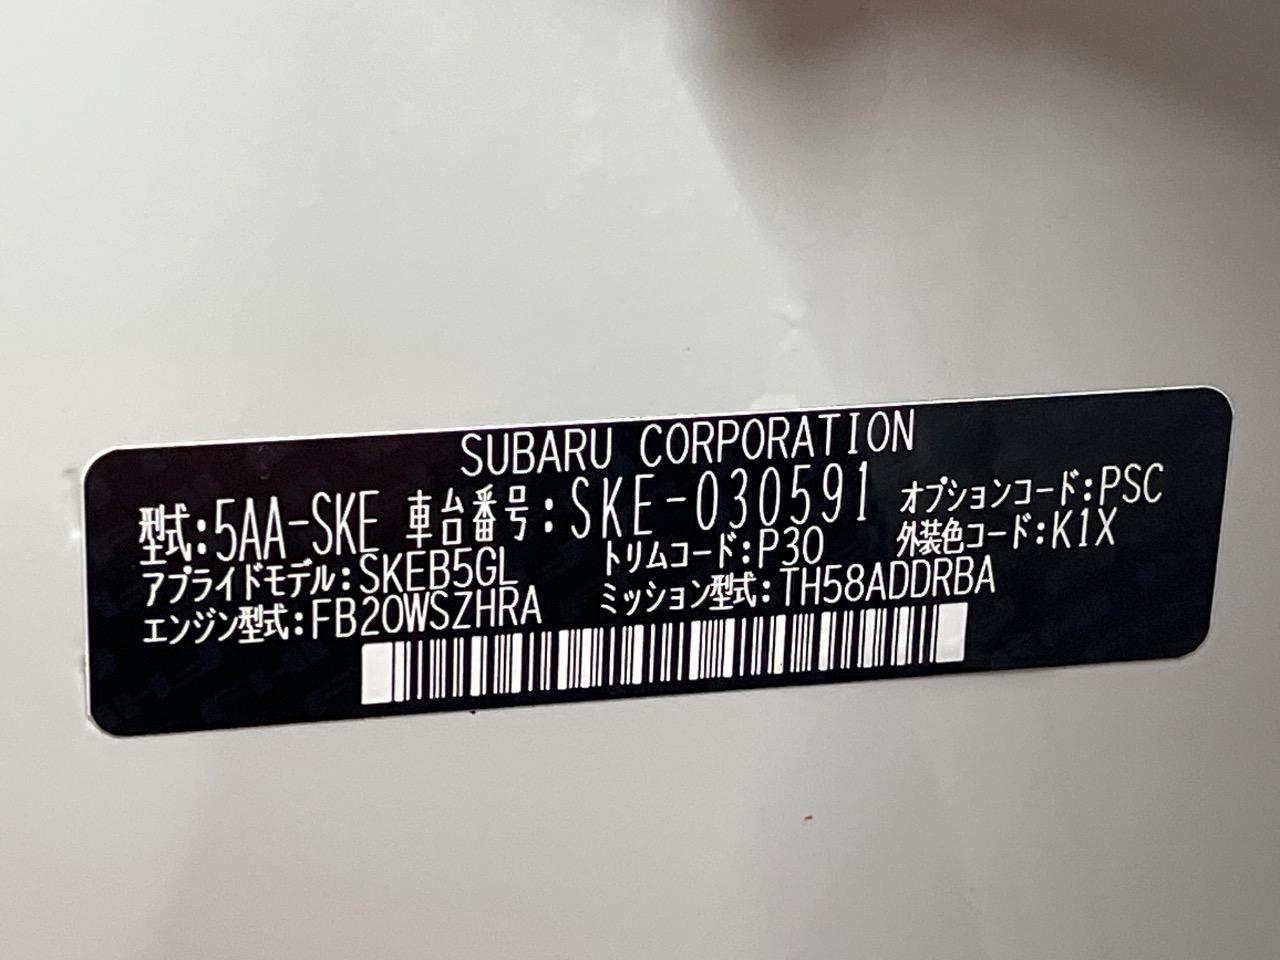 SUBARU CORPORATION
型式:5AA-SKE 車台番号:SKE-030591 オプションコード:PSC
アプライドモデル:SKEB5GL トリムコード:P30 外装色コード:K1X
エンジン型式:FB20WSZHRA ミッション型式:TH58ADDRBA